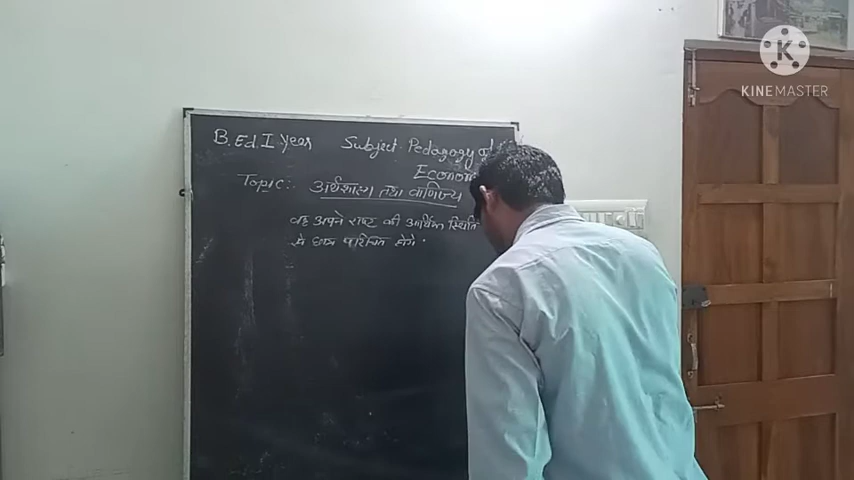 B.Ed.I Year Subject. Pedagogy of
Econom
Topic:. अर्थशास्त्र तथा वाणिज्य
वह अपने राष्ट्र की आर्थिक स्थिति
से छात्र परिचित होंगे.
K
KINEMASTER